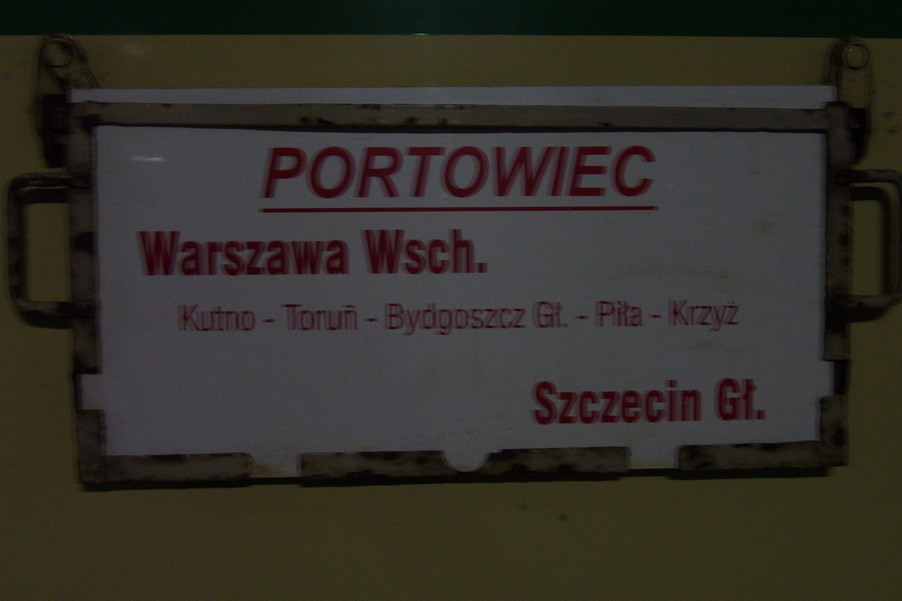 PORTOWIEC
Warszawa Wsch.
Kutno - Toruń - Bydgoszcz Gł. - Piła - Krzyż
Szczecin Gł.